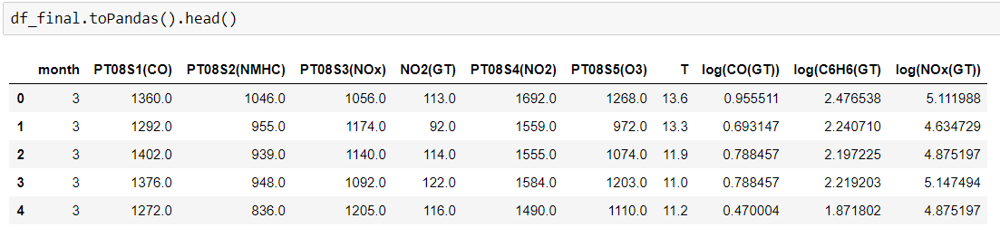 df_final.toPandas().head()
month PT08S1(CO) PT08S2(NMHC) PT08S3(NOx) NO2(GT) PT08S4(NO2) PT08S5(O3) T log(CO(GT)) log(C6H6(GT) log(NOx(GT))
0 3 1360.0 1046.0 1056.0 113.0 1692.0 1268.0 13.6 0.955511 2.476538 5.111988
1 3 1292.0 955.0 1174.0 92.0 1559.0 972.0 13.3 0.693147 2.240710 4.634729
2 3 1402.0 939.0 1140.0 114.0 1555.0 1074.0 11.9 0.788457 2.197225 4.875197
3 3 1376.0 948.0 1092.0 122.0 1584.0 1203.0 11.0 0.788457 2.219203 5.147494
4 3 1272.0 836.0 1205.0 116.0 1490.0 1110.0 11.2 0.470004 1.871802 4.875197